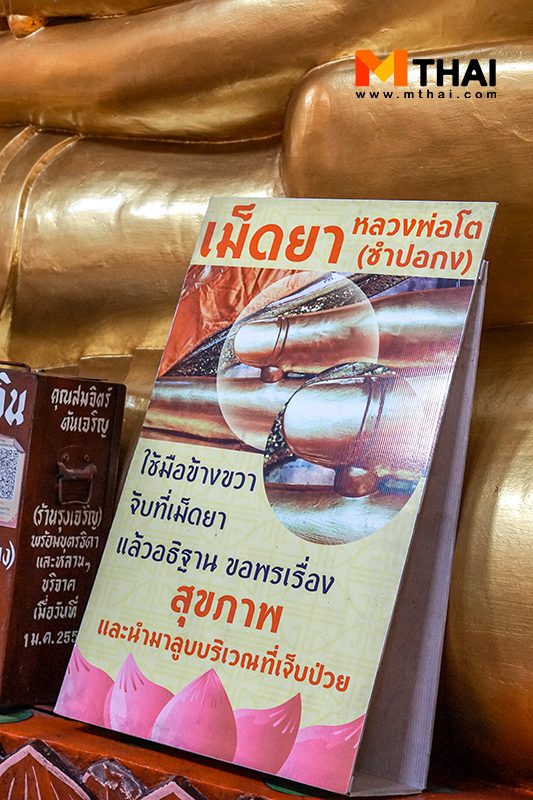 MTHAI
www.mthai.com
เม็ดยา หลวงพ่อโต
(ซำปอกง)
ใช้มือข้างขวา
จับที่เม็ดยา
แล้วอธิฐาน ขอพรเรื่อง
สุขภาพ
และนำมาลูบบริเวณที่เจ็บป่วย
คุณสมจิตร์
ตันเจริญ
(ร้านรุ่งเจริญ)
พร้อมบุตรธิดา
และหลานๆ
บริจาค
เมื่อวันที่
1 ม.ค. 255